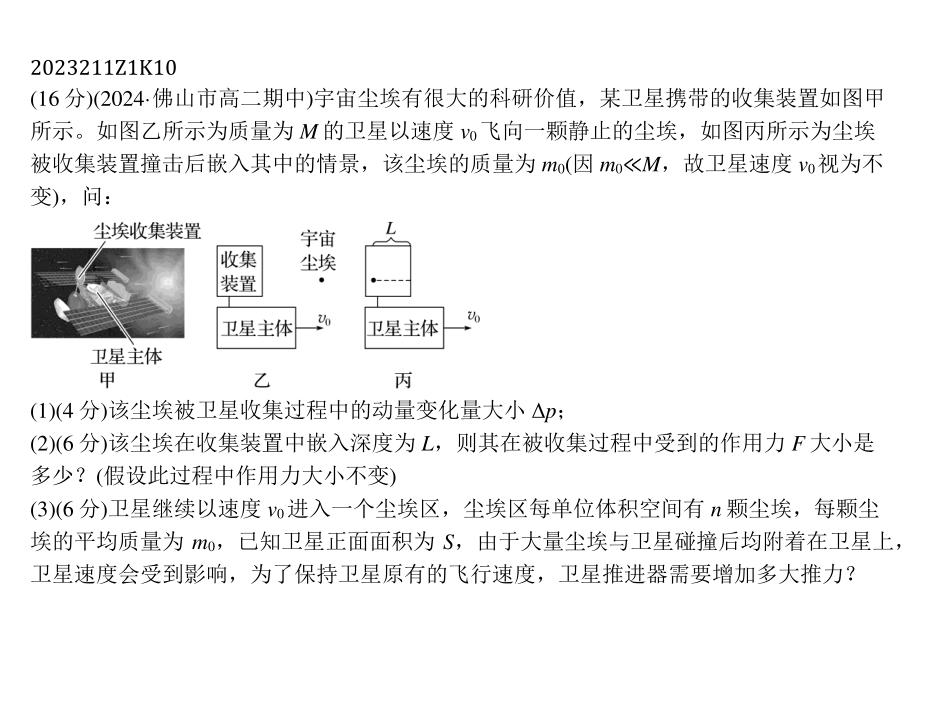 2023211Z1K10
(16 分)(2024·佛山市高二期中)宇宙尘埃有很大的科研价值，某卫星携带的收集装置如图甲
所示。如图乙所示为质量为 M 的卫星以速度 v₀飞向一颗静止的尘埃，如图丙所示为尘埃
被收集装置撞击后嵌入其中的情景，该尘埃的质量为 m₀(因 m₀≪M，故卫星速度 v₀视为不
变)，问：
尘埃收集装置
卫星主体
甲
收集
装置
宇宙
尘埃
卫星主体
v₀
乙
L
卫星主体
v₀
丙
(1)(4 分)该尘埃被卫星收集过程中的动量变化量大小 Δp；
(2)(6 分)该尘埃在收集装置中嵌入深度为 L，则其在被收集过程中受到的作用力 F 大小是
多少？(假设此过程中作用力大小不变)
(3)(6 分)卫星继续以速度 v₀进入一个尘埃区，尘埃区每单位体积空间有 n 颗尘埃，每颗尘
埃的平均质量为 m₀，已知卫星正面面积为 S，由于大量尘埃与卫星碰撞后均附着在卫星上，
卫星速度会受到影响，为了保持卫星原有的飞行速度，卫星推进器需要增加多大推力？